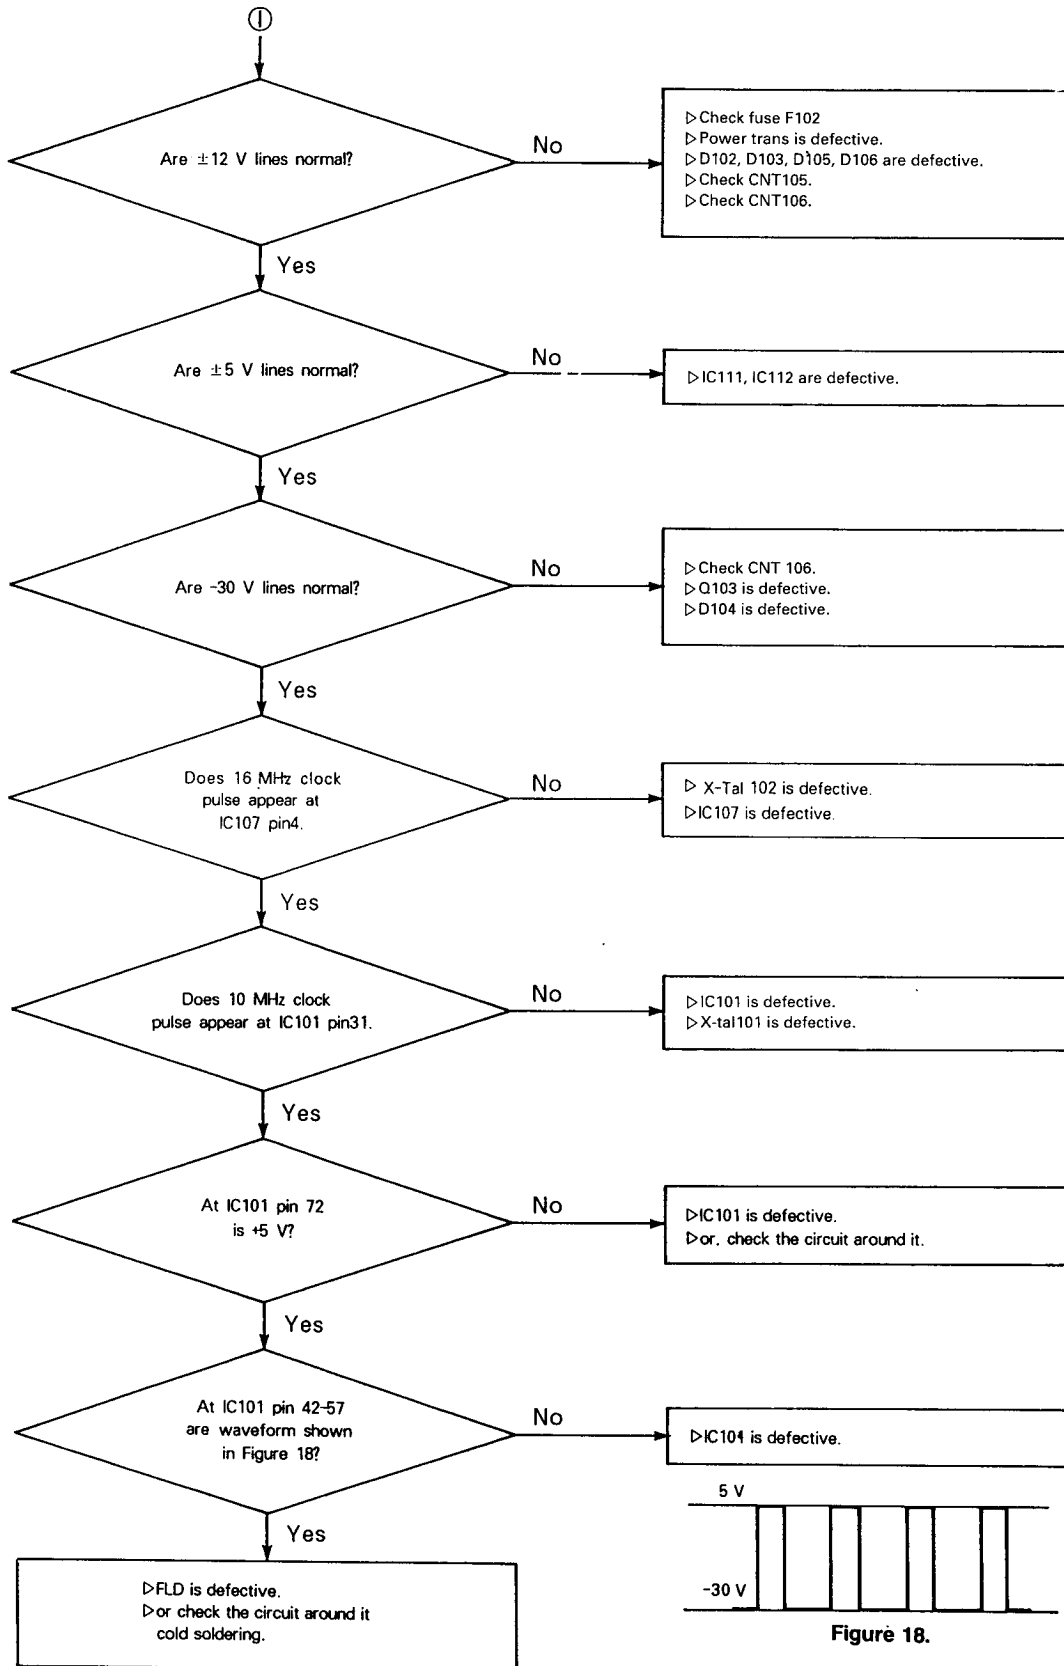 ①
Are ±12 V lines normal?
No
▷Check fuse F102
▷Power trans is defective.
▷D102, D103, D105, D106 are defective.
▷Check CNT105.
▷Check CNT106.
Yes
Are ±5 V lines normal?
No
▷IC111, IC112 are defective.
Yes
Are -30 V lines normal?
No
▷Check CNT 106.
▷Q103 is defective.
▷D104 is defective.
Yes
Does 16 MHz clock
pulse appear at
IC107 pin4.
No
▷ X-Tal 102 is defective.
▷IC107 is defective.
Yes
Does 10 MHz clock
pulse appear at IC101 pin31.
No
▷IC101 is defective.
▷X-tal101 is defective.
Yes
At IC101 pin 72
is +5 V?
No
▷IC101 is defective.
▷or, check the circuit around it.
Yes
At IC101 pin 42-57
are waveform shown
in Figure 18?
No
▷IC101 is defective.
Yes
▷FLD is defective.
▷or check the circuit around it
cold soldering.
5 V
-30 V
Figure 18.